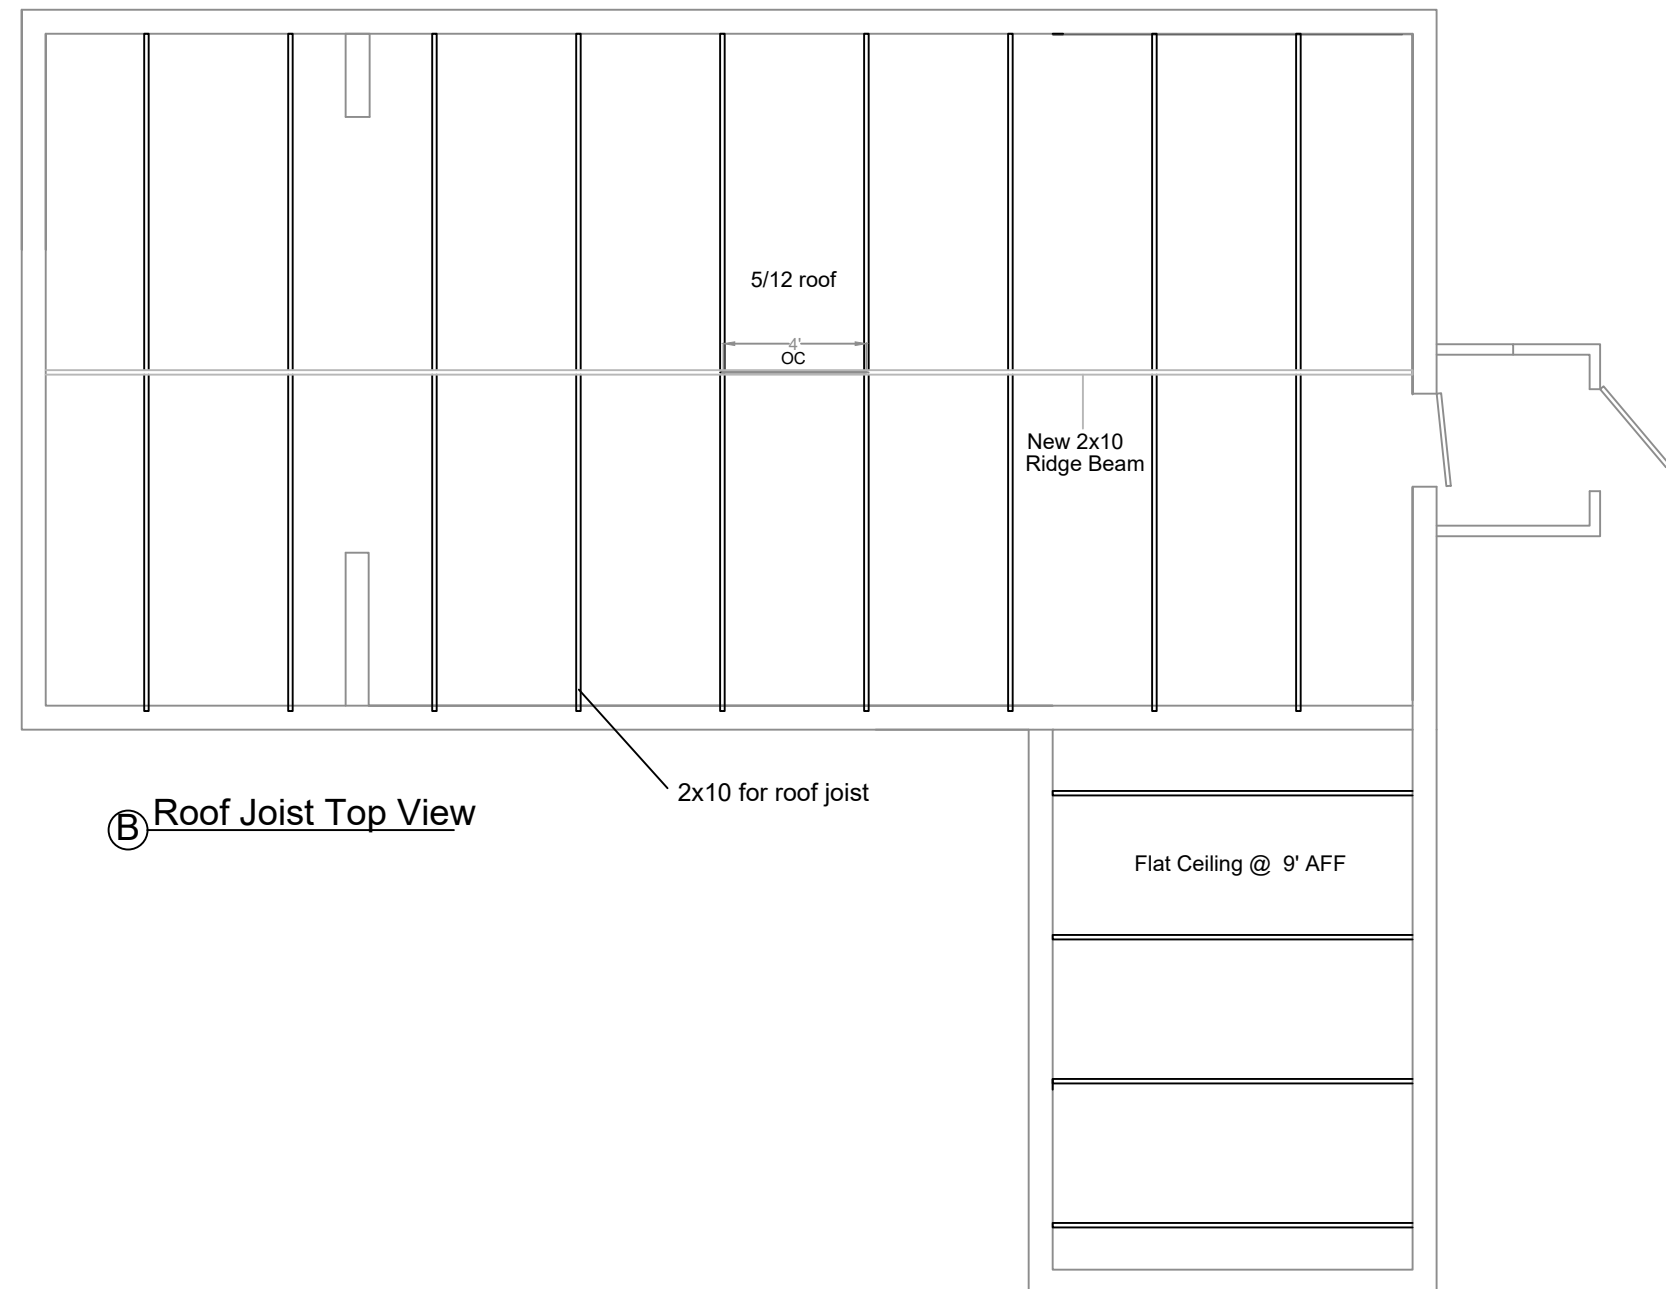 5/12 roof
4'
OC
New 2x10
Ridge Beam
2x10 for roof joist
B Roof Joist Top View
Flat Ceiling @ 9' AFF